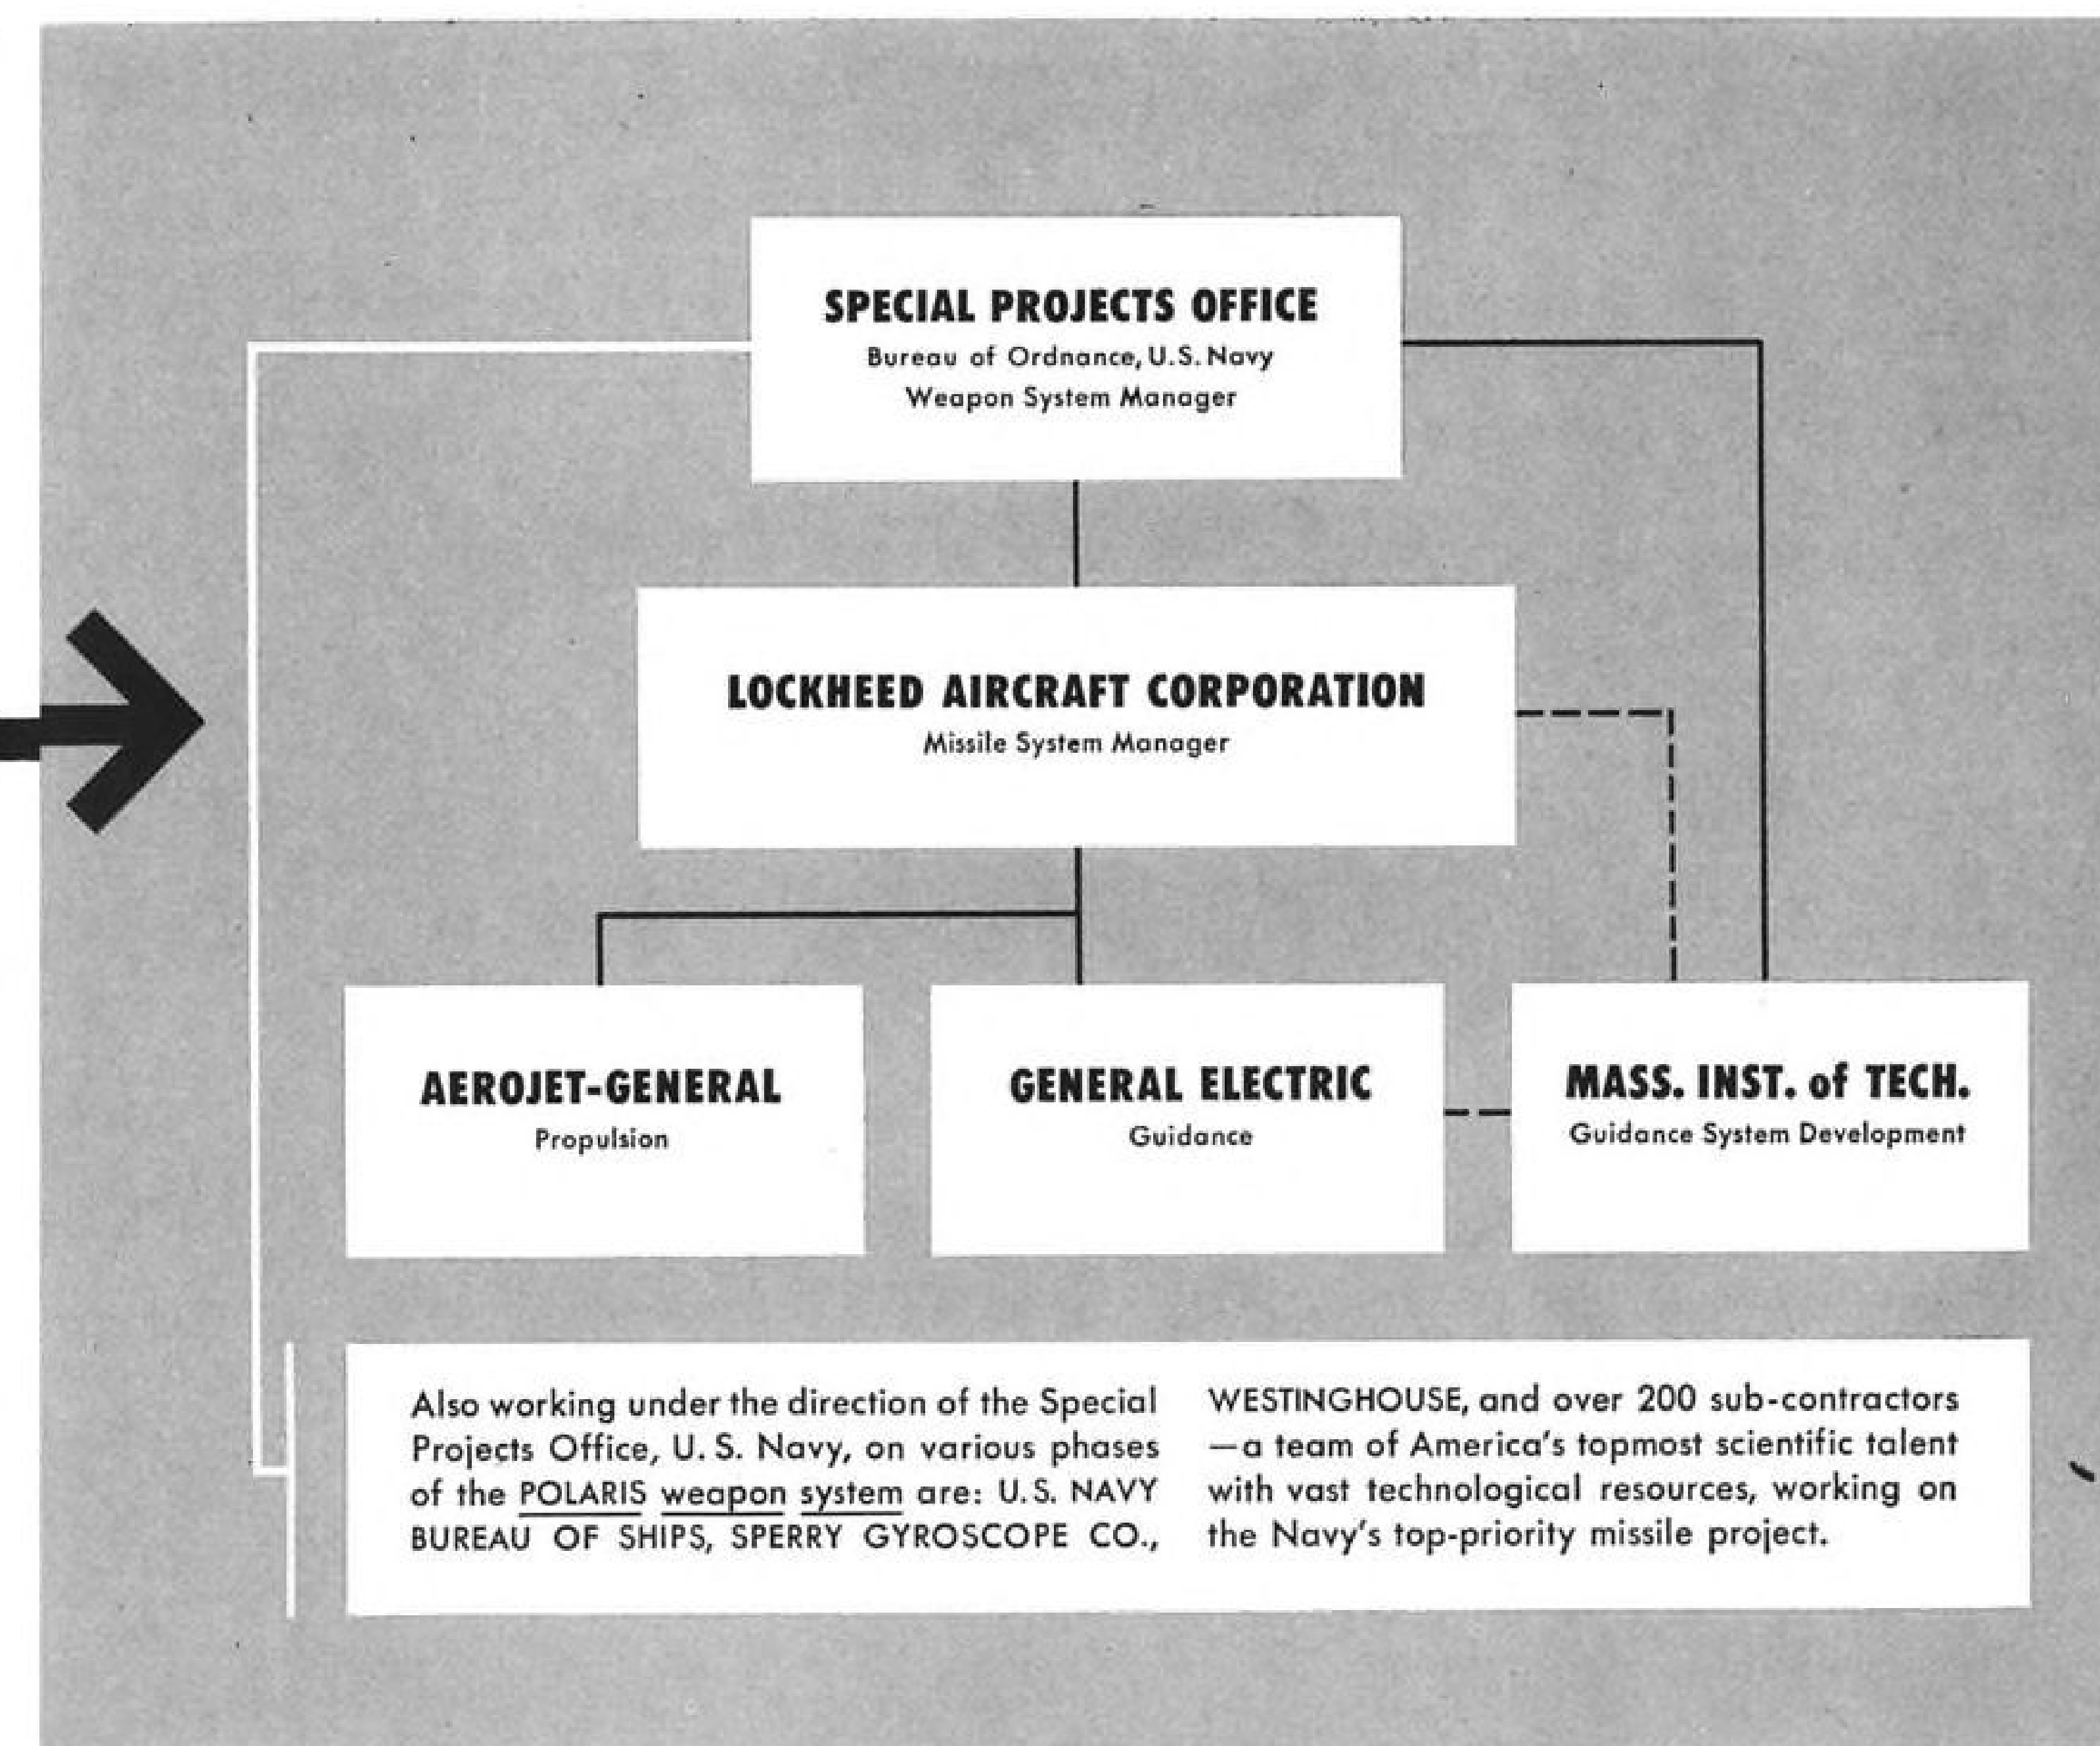 SPECIAL PROJECTS OFFICE
Bureau of Ordnance, U.S. Navy
Weapon System Manager
LOCKHEED AIRCRAFT CORPORATION
Missile System Manager
AEROJET-GENERAL
Propulsion
GENERAL ELECTRIC
Guidance
MASS. INST. of TECH.
Guidance System Development
Also working under the direction of the Special
Projects Office, U. S. Navy, on various phases
of the POLARIS weapon system are: U.S. NAVY
BUREAU OF SHIPS, SPERRY GYROSCOPE CO.,
WESTINGHOUSE, and over 200 sub-contractors
—a team of America's topmost scientific talent
with vast technological resources, working on
the Navy's top-priority missile project.